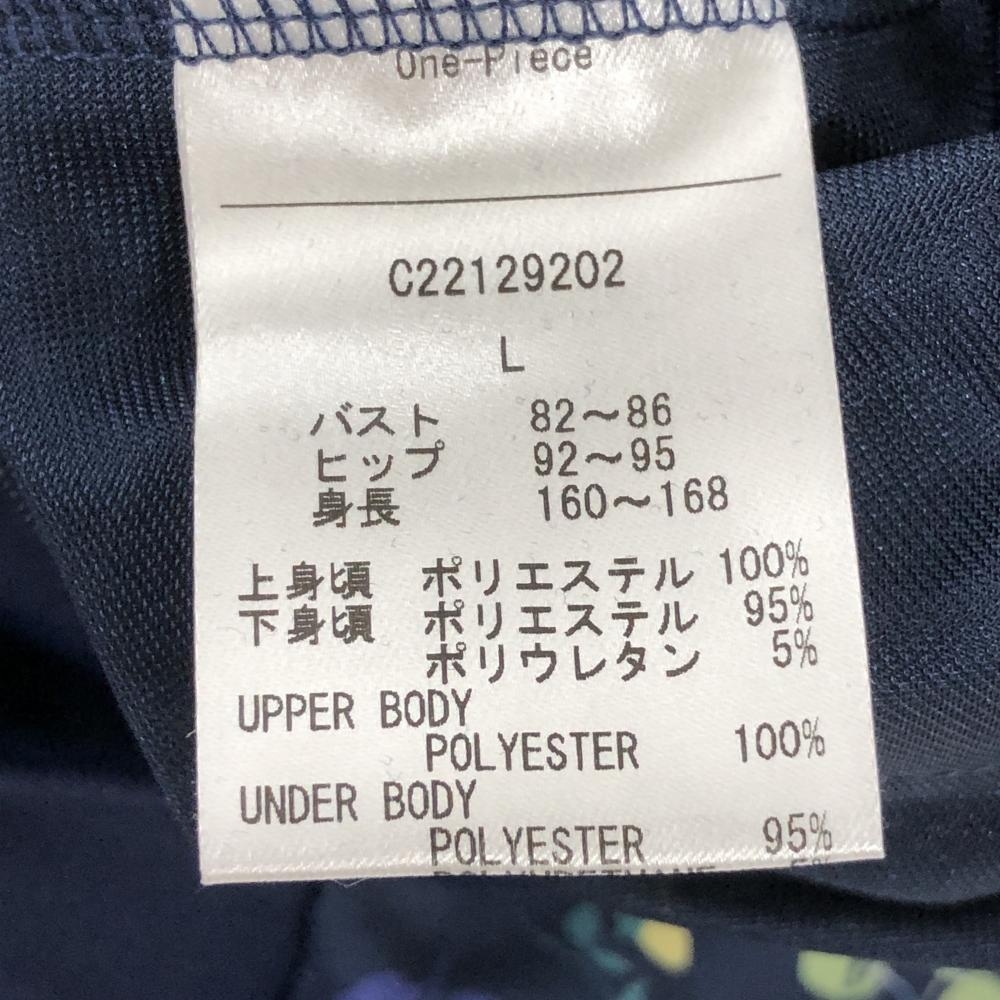 One-Piece
C22129202
L
バスト 82～86
ヒップ 92～95
身長 160～168
上身頃 ポリエステル 100%
下身頃 ポリエステル 95%
ポリウレタン 5%
UPPER BODY
POLYESTER 100%
UNDER BODY
POLYESTER 95%
POLYURETHANE 5%